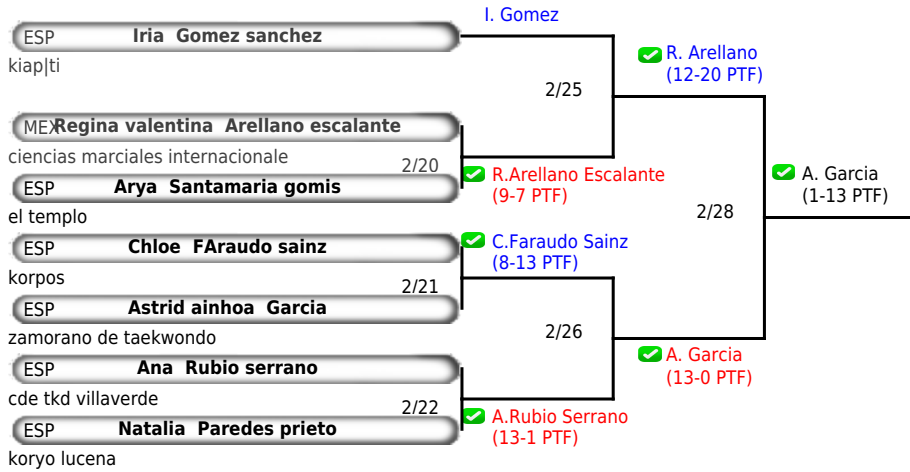 I. Gomez
ESP Iria Gomez sanchez
kiap|ti
R. Arellano
(12-20 PTF)
2/25
MEX Regina valentina Arellano escalante
ciencias marciales internacionale
2/20
R.Arellano Escalante
(9-7 PTF)
ESP Arya Santamaria gomis
el templo
A. Garcia
(1-13 PTF)
2/28
ESP Chloe FAraudo sainz
korpos
C.Faraudo Sainz
(8-13 PTF)
2/21
ESP Astrid ainhoa Garcia
zamorano de taekwondo
2/26
A. Garcia
(13-0 PTF)
ESP Ana Rubio serrano
cde tkd villaverde
2/22
A.Rubio Serrano
(13-1 PTF)
ESP Natalia Paredes prieto
koryo lucena